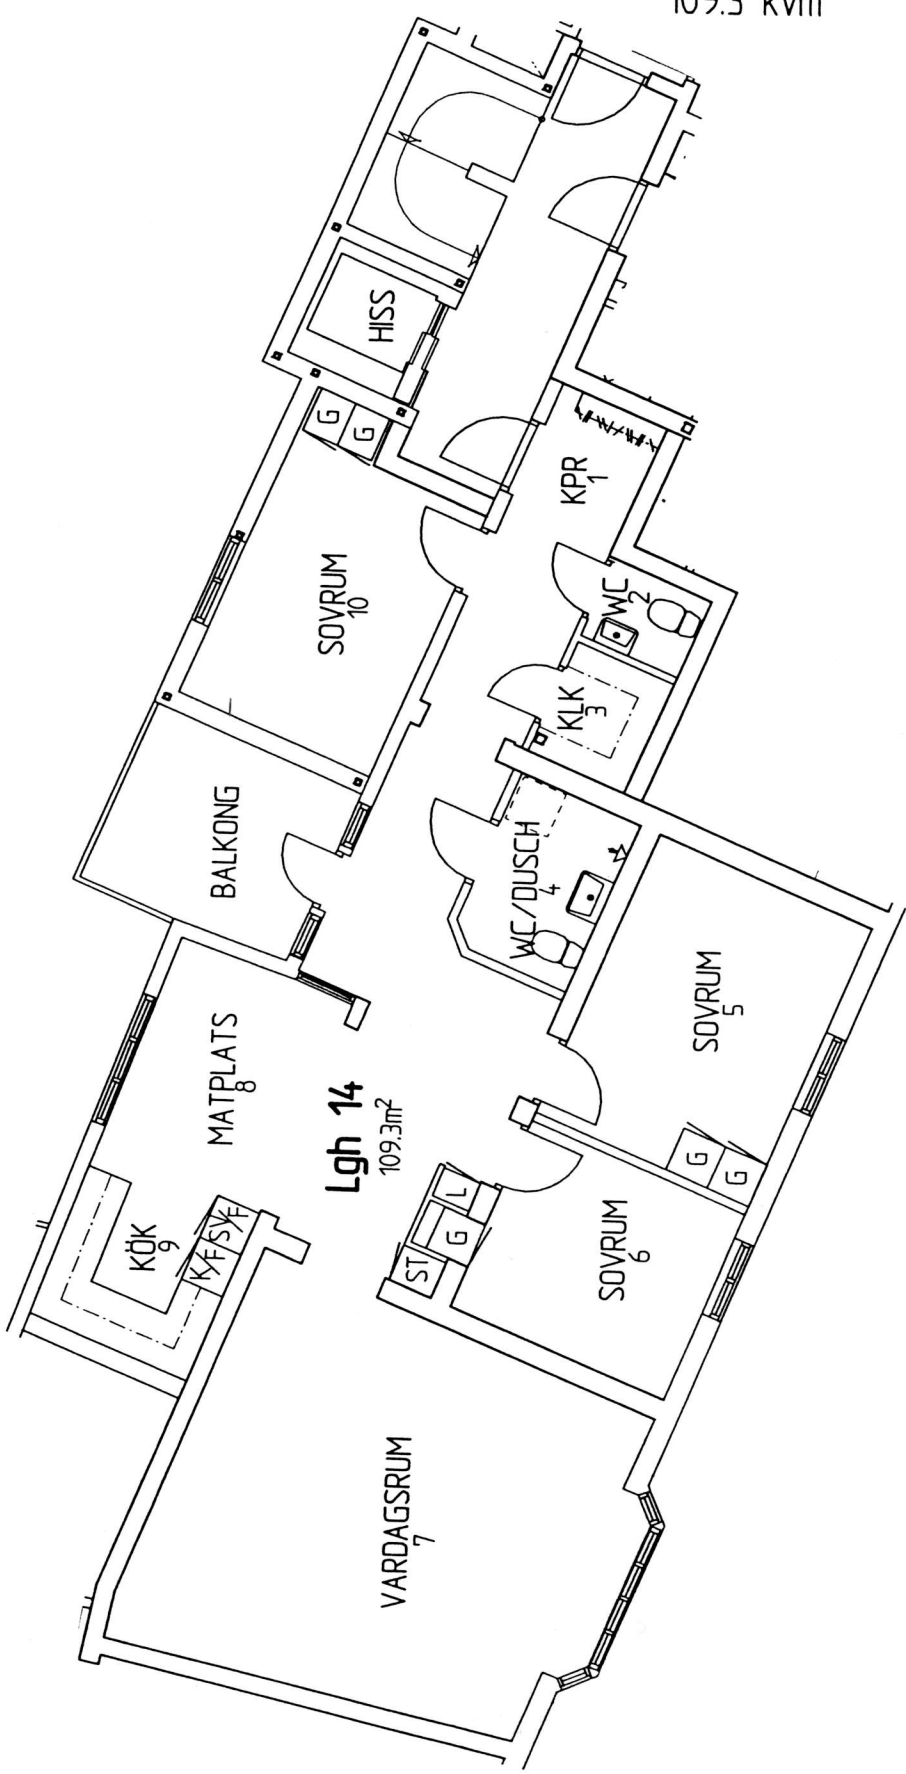 109.3 kvm
HISS
G
G
SOVRUM
10
KPR
1
WC
2
KLK
3
BALKONG
WC/DUSCH
4
SOVRUM
5
G
G
MATPLATS
8
Lgh 14
109.3m²
KÖK
9
K/F
SV/F
L
G
ST
SOVRUM
6
VARDAGSRUM
7